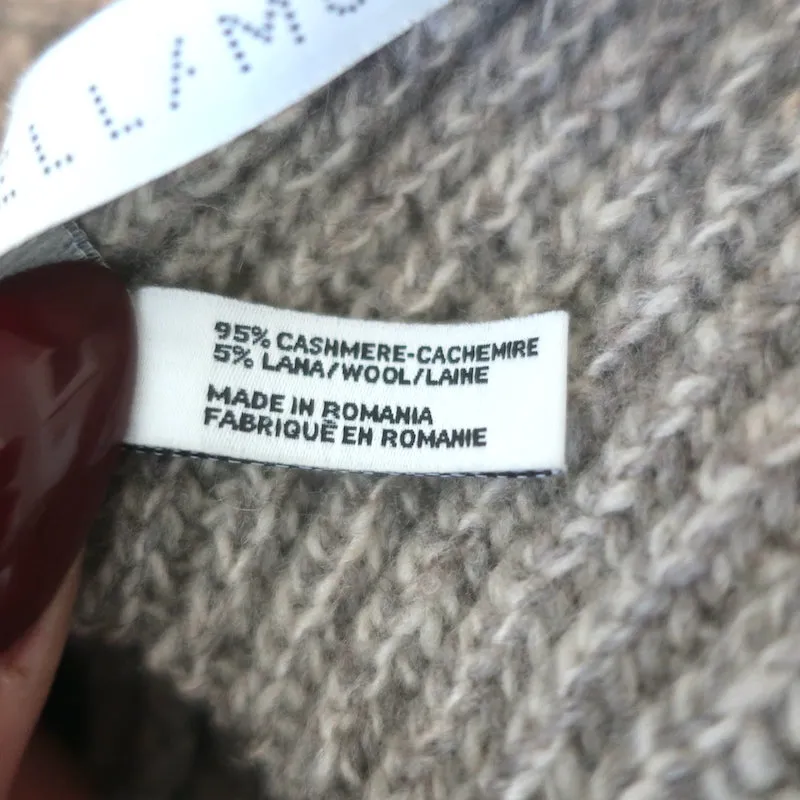 95% CASHMERE-CACHEMIRE
5% LANA/WOOL/LAINE
MADE IN ROMANIA
FABRIQUÉ EN ROMANIE